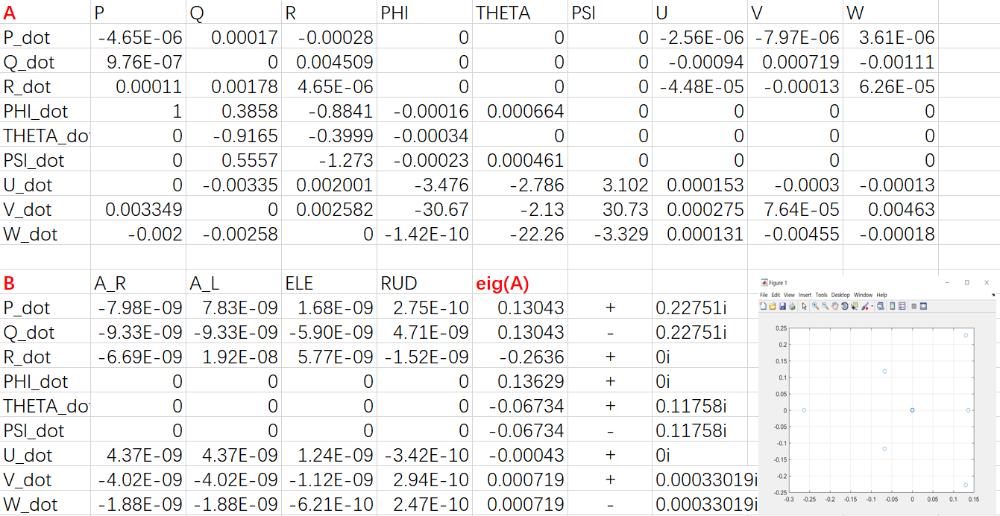 A P Q R PHI THETA PSI U V W
P_dot -4.65E-06 0.00017 -0.00028 0 0 0 -2.56E-06 -7.97E-06 3.61E-06
Q_dot 9.76E-07 0 0.004509 0 0 0 -0.00094 0.000719 -0.00111
R_dot 0.00011 0.00178 4.65E-06 0 0 0 -4.48E-05 -0.00013 6.26E-05
PHI_dot 1 0.3858 -0.8841 -0.00016 0.000664 0 0 0 0
THETA_do 0 -0.9165 -0.3999 -0.00034 0 0 0 0 0
PSI_dot 0 0.5557 -1.273 -0.00023 0.000461 0 0 0 0
U_dot 0 -0.00335 0.002001 -3.476 -2.786 3.102 0.000153 -0.0003 -0.00013
V_dot 0.003349 0 0.002582 -30.67 -2.13 30.73 0.000275 7.64E-05 0.00463
W_dot -0.002 -0.00258 0 -1.42E-10 -22.26 -3.329 0.000131 -0.00455 -0.00018
B A_R A_L ELE RUD eig(A)
P_dot -7.98E-09 7.83E-09 1.68E-09 2.75E-10 0.13043 + 0.22751i
Q_dot -9.33E-09 -9.33E-09 -5.90E-09 4.71E-09 0.13043 - 0.22751i
R_dot -6.69E-09 1.92E-08 5.77E-09 -1.52E-09 -0.2636 + 0i
PHI_dot 0 0 0 0 0.13629 + 0i
THETA_do 0 0 0 0 -0.06734 + 0.11758i
PSI_dot 0 0 0 0 -0.06734 - 0.11758i
U_dot 4.37E-09 4.37E-09 1.24E-09 -3.42E-10 -0.00043 + 0i
V_dot -4.02E-09 -4.02E-09 -1.12E-09 2.94E-10 0.000719 + 0.00033019i
W_dot -1.88E-09 -1.88E-09 -6.21E-10 2.47E-10 0.000719 - 0.00033019i
Figure 1
File Edit View Insert Tools Desktop Window Help
0.25
0.2
0.15
0.1
0.05
0
-0.05
-0.1
-0.15
-0.2
-0.25
-0.3 -0.25 -0.2 -0.15 -0.1 -0.05 0 0.05 0.1 0.15